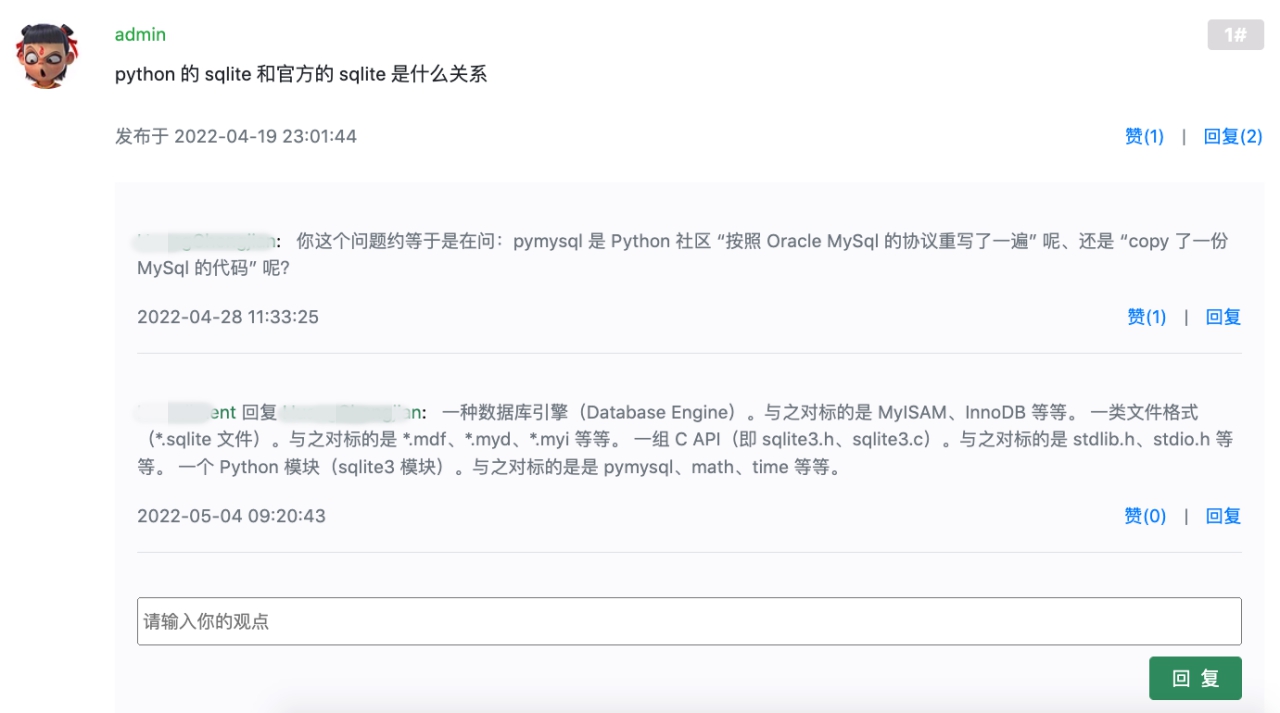 admin
1#
python 的 sqlite 和官方的 sqlite 是什么关系
发布于 2022-04-19 23:01:44
赞(1) | 回复(2)
: 你这个问题约等于是在问：pymysql 是 Python 社区 “按照 Oracle MySql 的协议重写了一遍” 呢、还是 “copy 了一份
MySql 的代码” 呢?
2022-04-28 11:33:25
赞(1) | 回复
ent 回复 an: 一种数据库引擎（Database Engine）。与之对标的是 MyISAM、InnoDB 等等。 一类文件格式
（*.sqlite 文件）。与之对标的是 *.mdf、*.myd、*.myi 等等。 一组 C API（即 sqlite3.h、sqlite3.c）。与之对标的是 stdlib.h、stdio.h 等
等。 一个 Python 模块（sqlite3 模块）。与之对标的是是 pymysql、math、time 等等。
2022-05-04 09:20:43
赞(0) | 回复
请输入你的观点
回 复